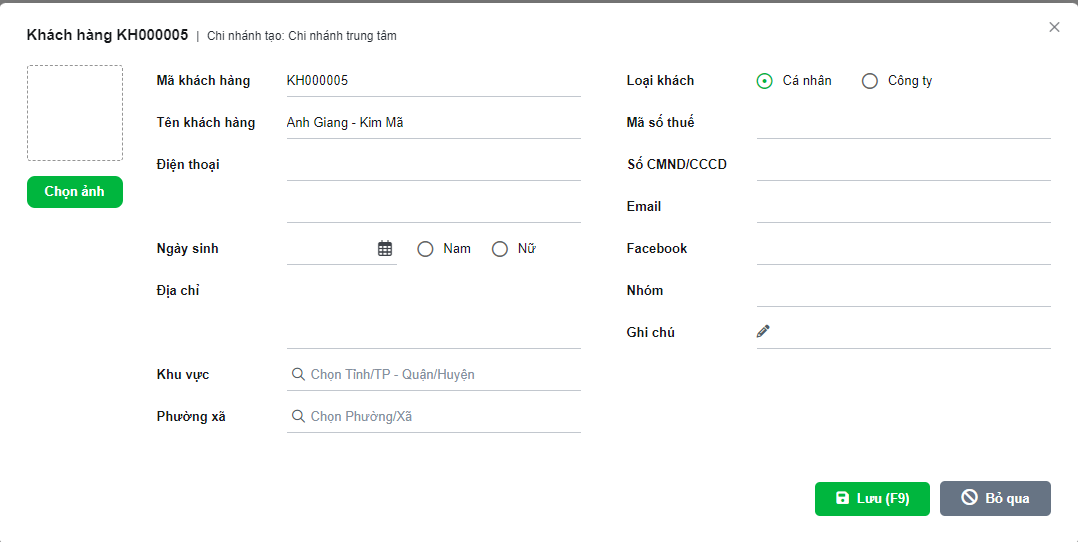 Khách hàng KH000005 | Chi nhánh tạo: Chi nhánh trung tâm
Chọn ảnh
Mã khách hàng KH000005
Tên khách hàng Anh Giang - Kim Mã
Điện thoại
Ngày sinh Nam Nữ
Địa chỉ
Khu vực Chọn Tỉnh/TP - Quận/Huyện
Phường xã Chọn Phường/Xã
Loại khách Cá nhân Công ty
Mã số thuế
Số CMND/CCCD
Email
Facebook
Nhóm
Ghi chú
Lưu (F9) Bỏ qua